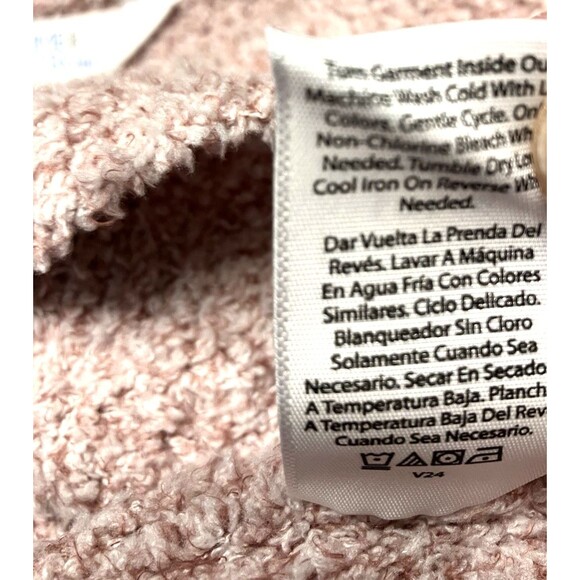 Turn Garment Inside Ou
Machine Wash Cold With L
Colors. Gentle Cycle. Onl
Non-Chlorine Bleach Wh
Needed. Tumble Dry Lo
Cool Iron On Reverse Wh
Needed.
Dar Vuelta La Prenda Del
Revés. Lavar A Máquina
En Agua Fría Con Colores
Similares. Ciclo Delicado.
Blanqueador Sin Cloro
Solamente Cuando Sea
Necesario. Secar En Secado
A Temperatura Baja. Planch
A Temperatura Baja Del Rev
Cuando Sea Necesario.
V24